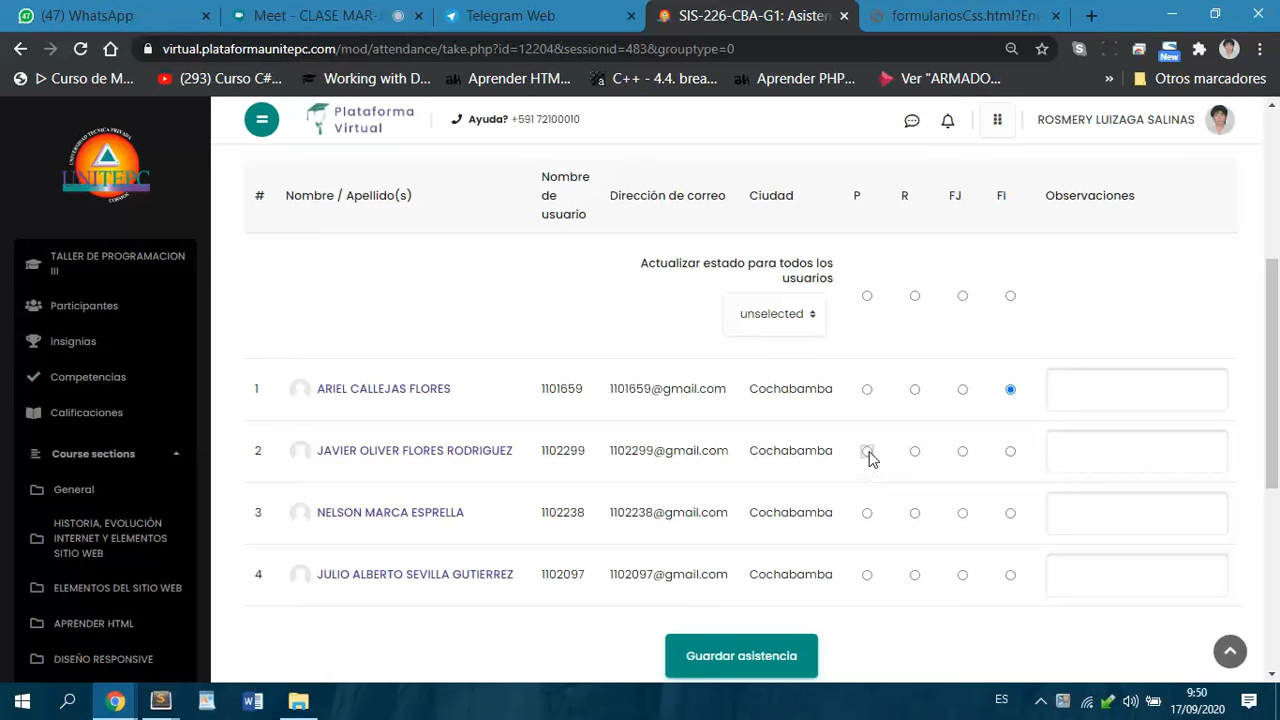 (47) WhatsApp
Meet - CLASE MAR-
Telegram Web
SIS-226-CBA-G1: Asisten
formulariosCss.html?En
virtual.plataformaunitepc.com/mod/attendance/take.php?id=12204&sessionid=483&grouptype=0
New
▷ Curso de M...
(293) Curso C#...
Working with D...
Aprender HTM...
C++ - 4.4. brea...
Aprender PHP...
Ver "ARMADO...
»
Otros marcadores
UNITEPC
Plataforma
Virtual
Ayuda? +591 72100010
ROSMERY LUIZAGA SALINAS
TALLER DE PROGRAMACION
III
Participantes
Insignias
Competencias
Calificaciones
Course sections
General
HISTORIA, EVOLUCIÓN
INTERNET Y ELEMENTOS
SITIO WEB
ELEMENTOS DEL SITIO WEB
APRENDER HTML
DISEÑO RESPONSIVE
# Nombre / Apellido(s) Nombre de usuario Dirección de correo Ciudad P R FJ FI Observaciones
Actualizar estado para todos los
usuarios
unselected
1 ARIEL CALLEJAS FLORES 1101659 1101659@gmail.com Cochabamba
2 JAVIER OLIVER FLORES RODRIGUEZ 1102299 1102299@gmail.com Cochabamba
3 NELSON MARCA ESPRELLA 1102238 1102238@gmail.com Cochabamba
4 JULIO ALBERTO SEVILLA GUTIERREZ 1102097 1102097@gmail.com Cochabamba
Guardar asistencia
ES
9:50
17/09/2020